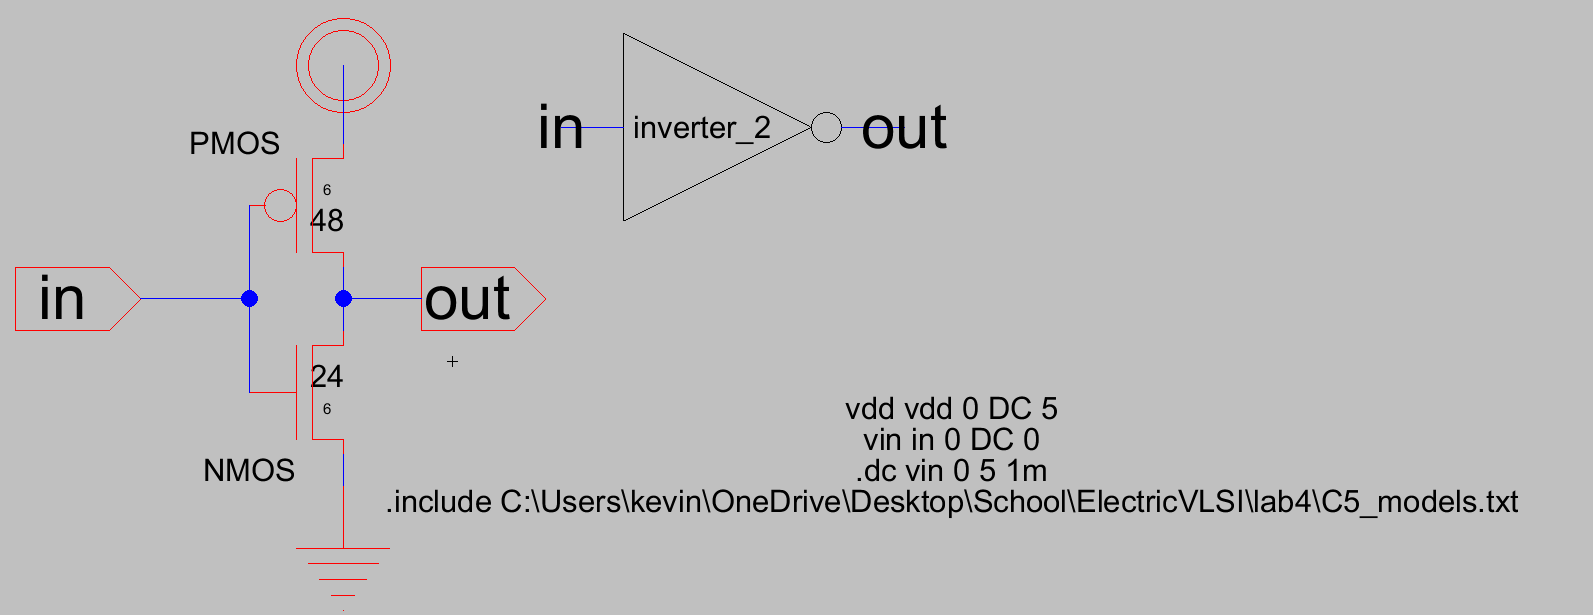 PMOS
6
48
in
out
24
6
NMOS
in
inverter_2
out
vdd vdd 0 DC 5
vin in 0 DC 0
.dc vin 0 5 1m
.include C:\Users\kevin\OneDrive\Desktop\School\ElectricVLSI\lab4\C5_models.txt